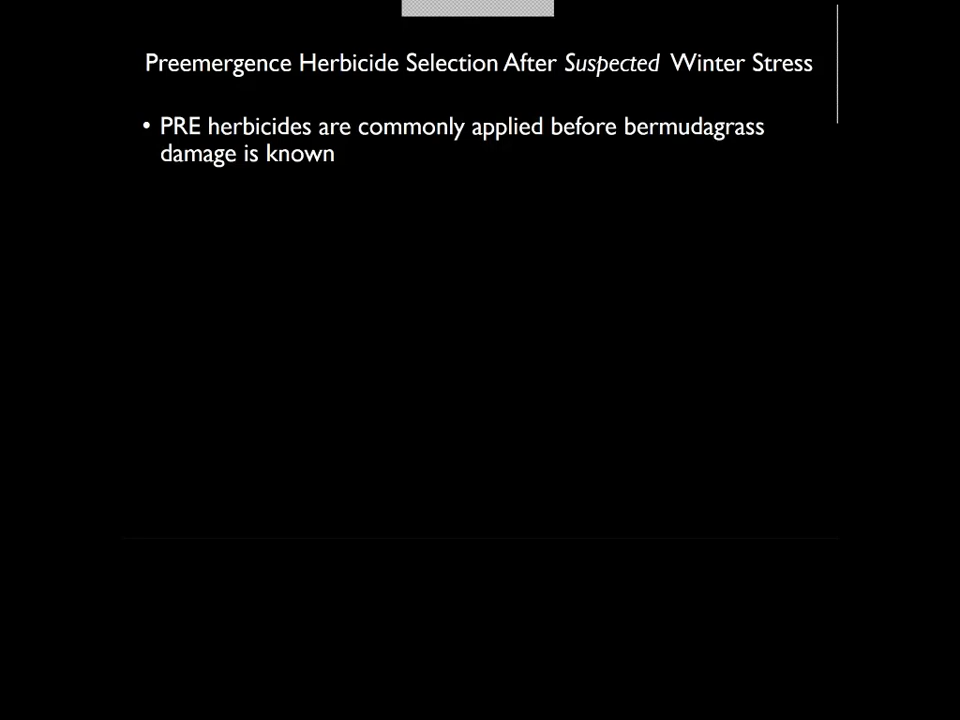 Preemergence Herbicide Selection After Suspected Winter Stress
• PRE herbicides are commonly applied before bermudagrass
damage is known